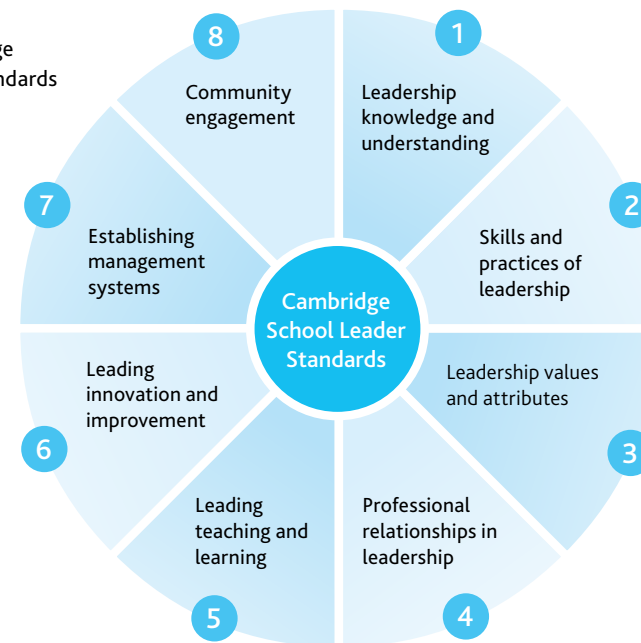 ndards
8
Community
engagement
1
Leadership
knowledge and
understanding
2
Skills and
practices of
leadership
3
Leadership values
and attributes
4
Professional
relationships in
leadership
5
Leading
teaching and
learning
6
Leading
innovation and
improvement
7
Establishing
management
systems
Cambridge
School Leader
Standards